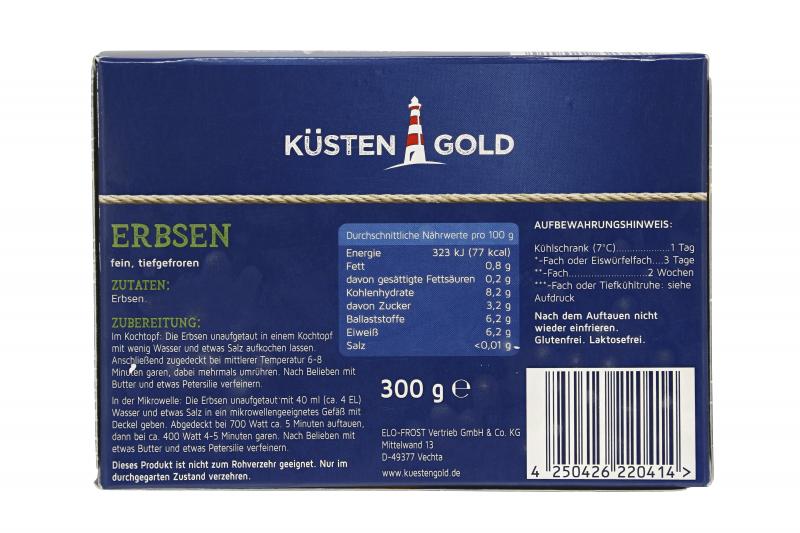 KÜSTEN GOLD
ERBSEN
fein, tiefgefroren
ZUTATEN:
Erbsen.
ZUBEREITUNG:
Im Kochtopf: Die Erbsen unaufgetaut in einem Kochtopf
mit wenig Wasser und etwas Salz aufkochen lassen.
Anschließend zugedeckt bei mittlerer Temperatur 6-8
Minuten garen, dabei mehrmals umrühren. Nach Belieben mit
Butter und etwas Petersilie verfeinern.
In der Mikrowelle: Die Erbsen unaufgetaut mit 40 ml (ca. 4 EL)
Wasser und etwas Salz in ein mikrowellengeeignetes Gefäß mit
Deckel geben. Abgedeckt bei 700 Watt ca. 5 Minuten auftauen,
dann bei ca. 400 Watt 4-5 Minuten garen. Nach Belieben mit
etwas Butter und etwas Petersilie verfeinern.
Dieses Produkt ist nicht zum Rohverzehr geeignet. Nur im
durchgegarten Zustand verzehren.
Durchschnittliche Nährwerte pro 100 g
Energie 323 kJ (77 kcal)
Fett 0,8 g
davon gesättigte Fettsäuren 0,2 g
Kohlenhydrate 8,2 g
davon Zucker 3,2 g
Ballaststoffe 6,2 g
Eiweiß 6,2 g
Salz <0,01 g
300 g ℮
ELO-FROST Vertrieb GmbH & Co. KG
Mittelwand 13
D-49377 Vechta
www.kuestengold.de
AUFBEWAHRUNGSHINWEIS:
Kühlschrank (7°C)....................1 Tag
*-Fach oder Eiswürfelfach....3 Tage
**-Fach....................2 Wochen
***-Fach oder Tiefkühltruhe: siehe
Aufdruck
Nach dem Auftauen nicht
wieder einfrieren.
Glutenfrei. Laktosefrei.
4 250426 220414 >